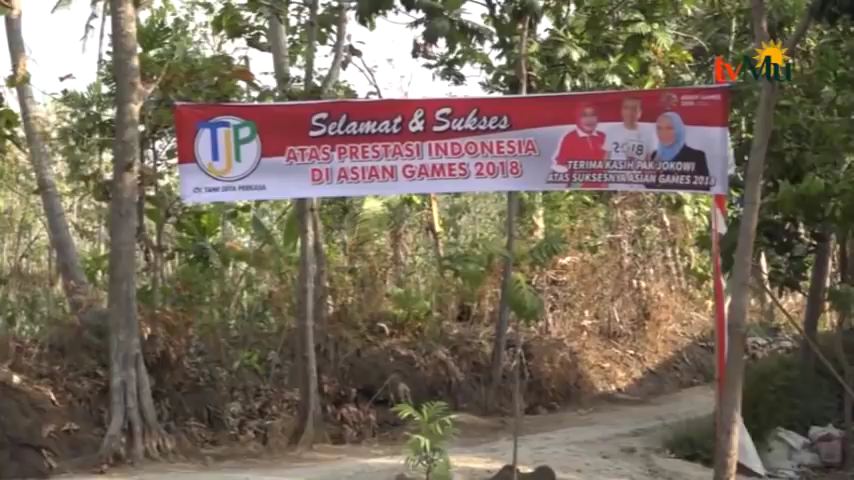 tvMu
Selamat & Sukses
ATAS PRESTASI INDONESIA
DI ASIAN GAMES 2018
TJP
2018
TERIMA KASIH PAK JOKOWI
ATAS SUKSESNYA ASIAN GAMES 2018